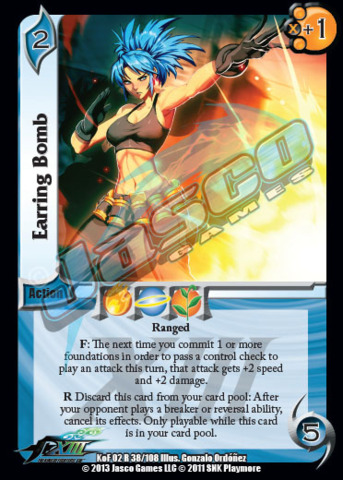 2
x+1
Earring Bomb
Jasco
GAMES
Action
Ranged
F: The next time you commit 1 or more
foundations in order to pass a control check to
play an attack this turn, that attack gets +2 speed
and +2 damage.
R Discard this card from your card pool: After
your opponent plays a breaker or reversal ability,
cancel its effects. Only playable while this card
is in your card pool.
5
XIII
KoF 02 R 38/108 Illus. Gonzalo Ordóñez
© 2013 Jasco Games LLC © 2011 SNK Playmore